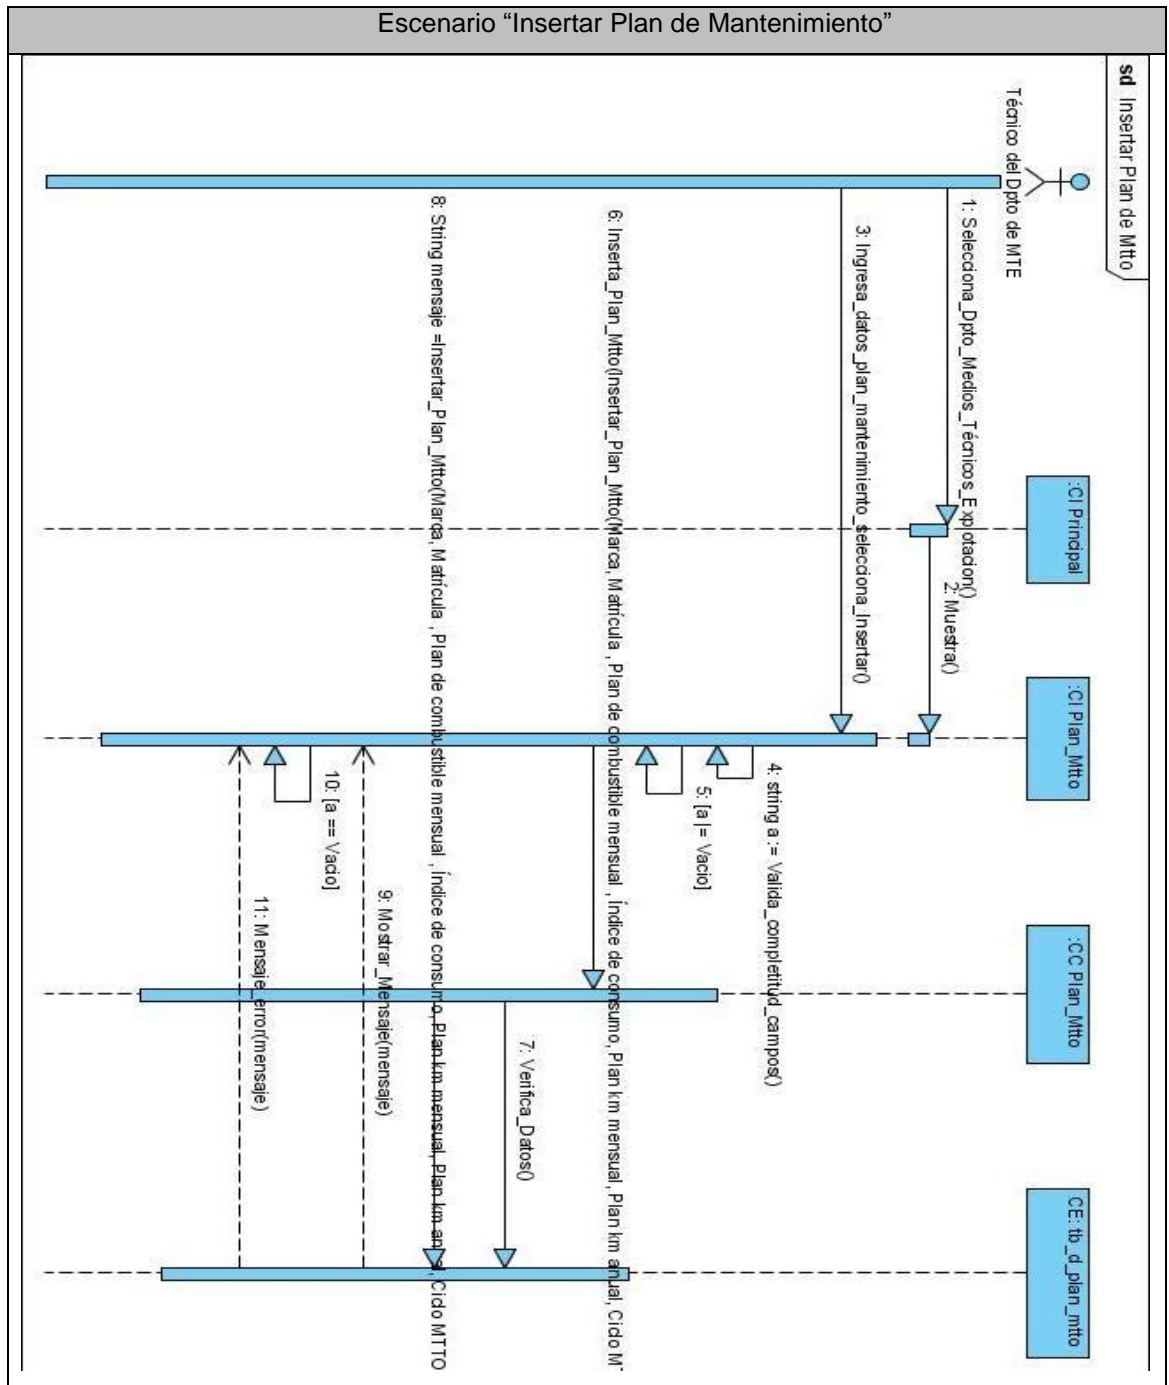 Escenario “Insertar Plan de Mantenimiento”
sd Insertar Plan de Mtto
Técnico del Dpto de MTE
:CI Principal
:CI Plan_Mtto
:CC Plan_Mtto
CE: tb_d_plan_mtto
1: Selecciona_Dpto_Medios_Técnicos_Expotacion()
2: Muestra()
3: Ingresa_datos_plan_mantenimiento_selecciona_Insertar()
4: string a := Valida_completitud_campos()
5: [a |= Vacio]
6: Inserta_Plan_Mtto(Insertar_Plan_Mtto(Marca, Matrícula , Plan de combustible mensual , Índice de consumo, Plan km mensual, Plan km anual, Ciclo MT
7: Verifica_Datos()
8: String mensaje =Insertar_Plan_Mtto(Marca, Matrícula , Plan de combustible mensual , Índice de consumo, Plan km mensual, Plan km anual, Ciclo MTTO
9: Mostrar_Mensaje(mensaje)
10: [a == Vacio]
11: Mensaje_error(mensaje)